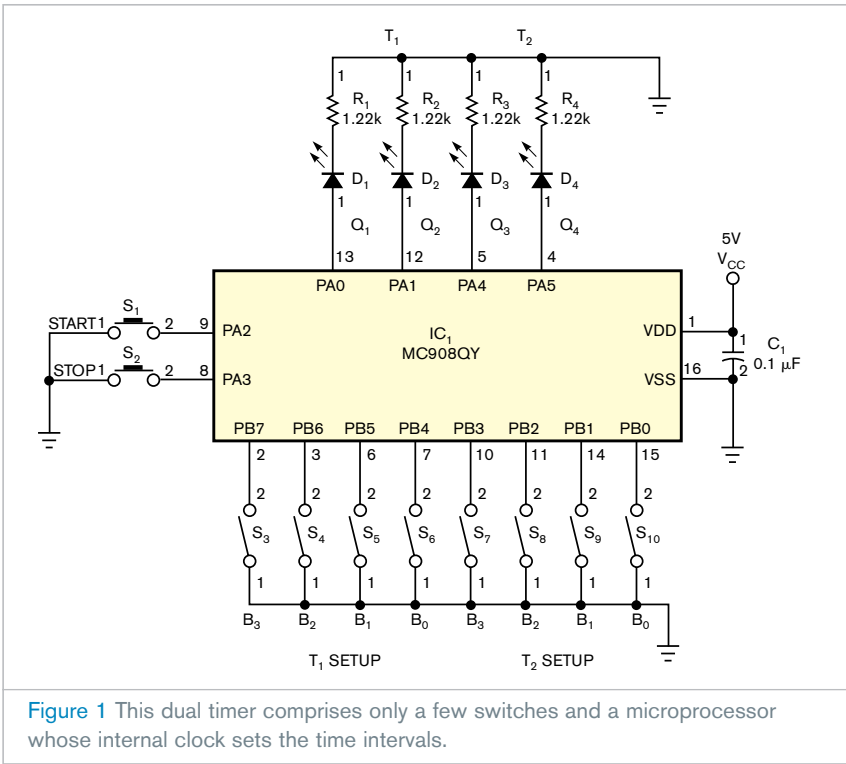 T1 T2
1 1 1 1
R1 R2 R3 R4
1.22k 1.22k 1.22k 1.22k
D1 D2 D3 D4
1 1 1 1
Q1 Q2 Q3 Q4
5V
VCC
13 12 5 4
PA0 PA1 PA4 PA5
S1
START 1 2 9 PA2
IC1
MC908QY
VDD 1 1 C1
0.1 µF
S2
STOP 1 2 8 PA3
VSS 16 2
PB7 PB6 PB5 PB4 PB3 PB2 PB1 PB0
2 3 6 7 10 11 14 15
2 2 2 2 2 2 2 2
S3 S4 S5 S6 S7 S8 S9 S10
1 1 1 1 1 1 1 1
B3 B2 B1 B0 B3 B2 B1 B0
T1 SETUP T2 SETUP
Figure 1 This dual timer comprises only a few switches and a microprocessor
whose internal clock sets the time intervals.